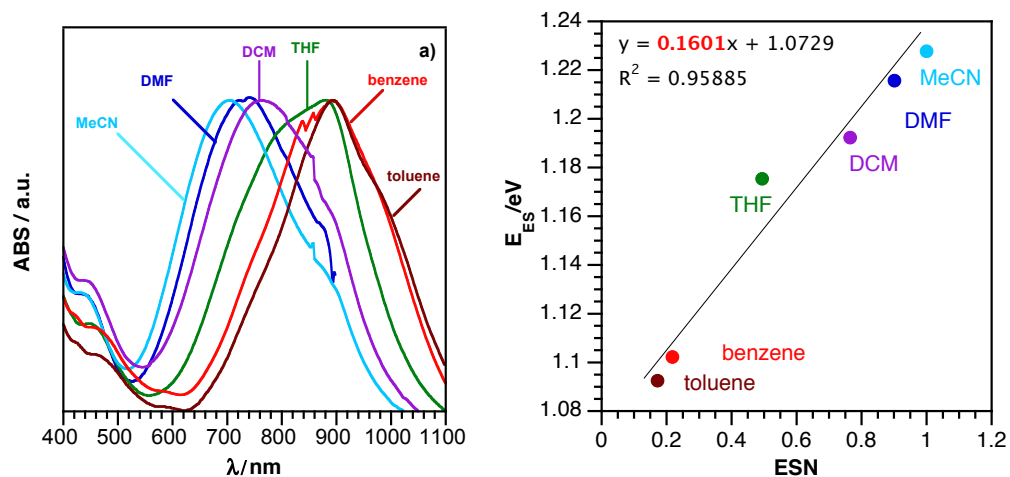 a)
THF
DCM
DMF
benzene
MeCN
toluene
ABS / a.u.
400 500 600 700 800 900 1000 1100
λ/nm
1.24
1.22
1.2
1.18
1.16
1.14
1.12
1.1
1.08
E_ES/eV
y = 0.1601x + 1.0729
R² = 0.95885
MeCN
DMF
DCM
THF
benzene
toluene
0 0.2 0.4 0.6 0.8 1 1.2
ESN